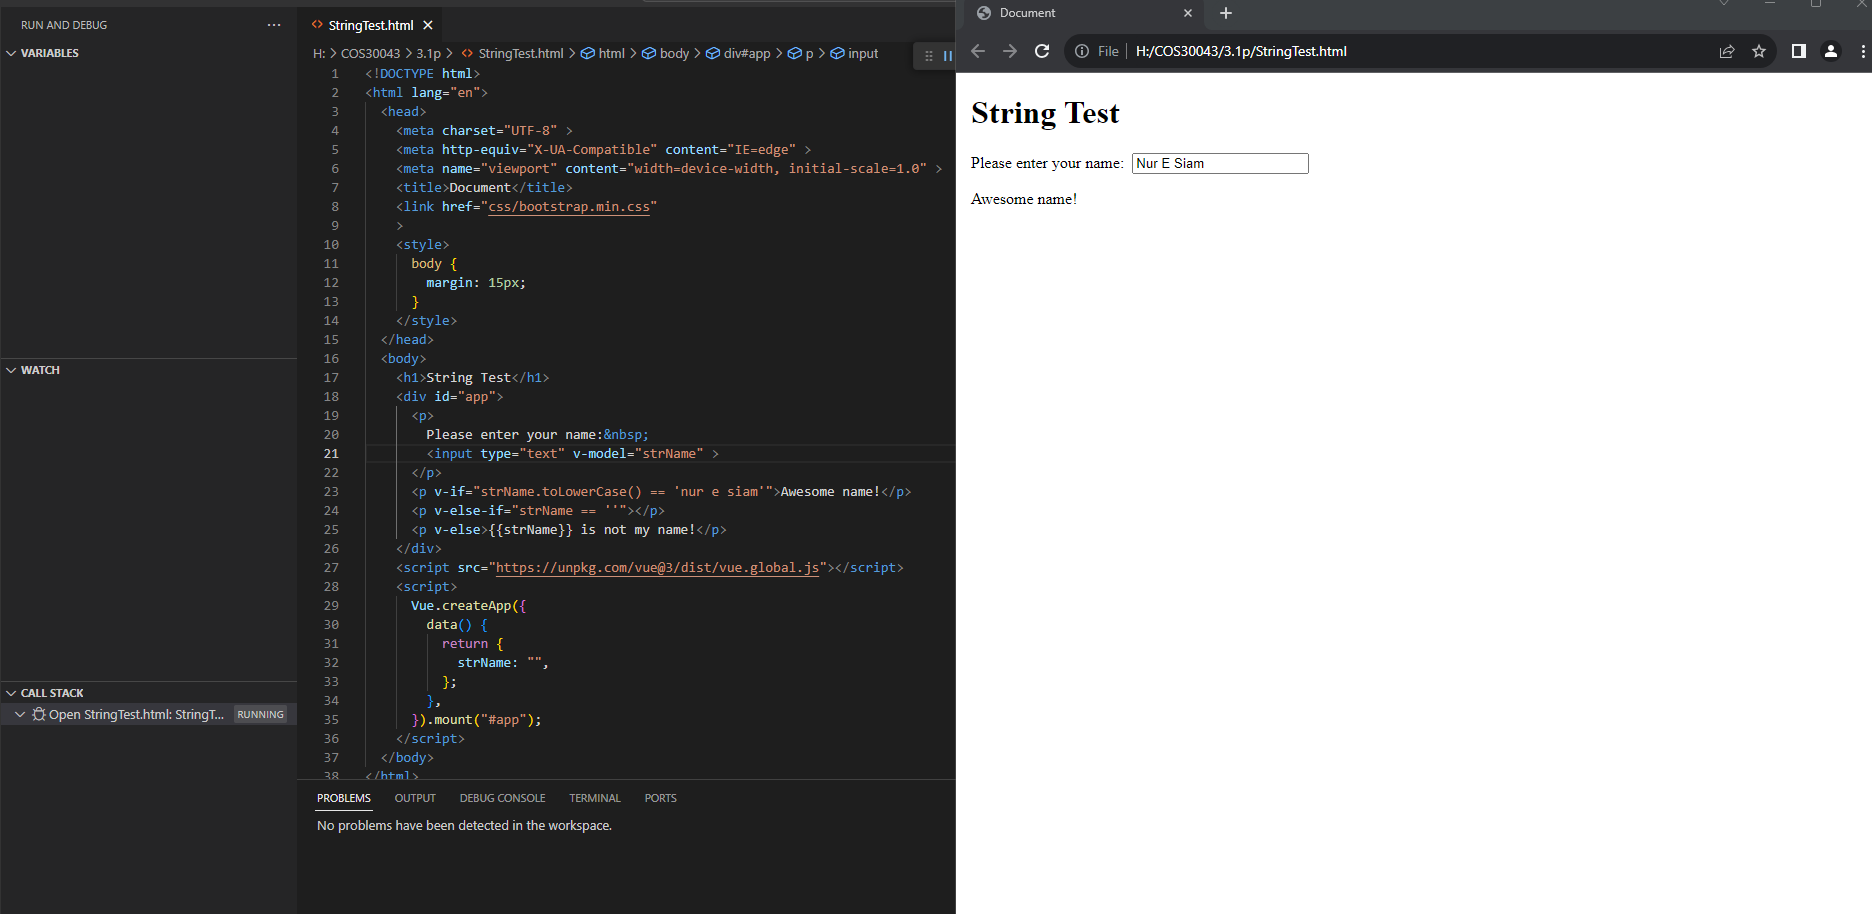 RUN AND DEBUG
VARIABLES
WATCH
CALL STACK
Open StringTest.html: StringT... RUNNING
StringTest.html
H: > COS30043 > 3.1p > StringTest.html > html > body > div#app > p > input
1 <!DOCTYPE html>
2 <html lang="en">
3 <head>
4 <meta charset="UTF-8" >
5 <meta http-equiv="X-UA-Compatible" content="IE=edge" >
6 <meta name="viewport" content="width=device-width, initial-scale=1.0" >
7 <title>Document</title>
8 <link href="css/bootstrap.min.css"
9 >
10 <style>
11 body {
12 margin: 15px;
13 }
14 </style>
15 </head>
16 <body>
17 <h1>String Test</h1>
18 <div id="app">
19 <p>
20 Please enter your name:&nbsp;
21 <input type="text" v-model="strName" >
22 </p>
23 <p v-if="strName.toLowerCase() == 'nur e siam'">Awesome name!</p>
24 <p v-else-if="strName == ''"></p>
25 <p v-else>{{strName}} is not my name!</p>
26 </div>
27 <script src="https://unpkg.com/vue@3/dist/vue.global.js"></script>
28 <script>
29 Vue.createApp({
30 data() {
31 return {
32 strName: "",
33 };
34 },
35 }).mount("#app");
36 </script>
37 </body>
38 </html>
PROBLEMS OUTPUT DEBUG CONSOLE TERMINAL PORTS
No problems have been detected in the workspace.
Document
File H:/COS30043/3.1p/StringTest.html
String Test
Please enter your name: Nur E Siam
Awesome name!